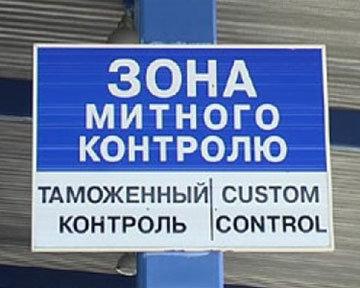 ЗОНА
МИТНОГО
КОНТРОЛЮ
ТАМОЖЕННЫЙ
КОНТРОЛЬ
CUSTOM
CONTROL